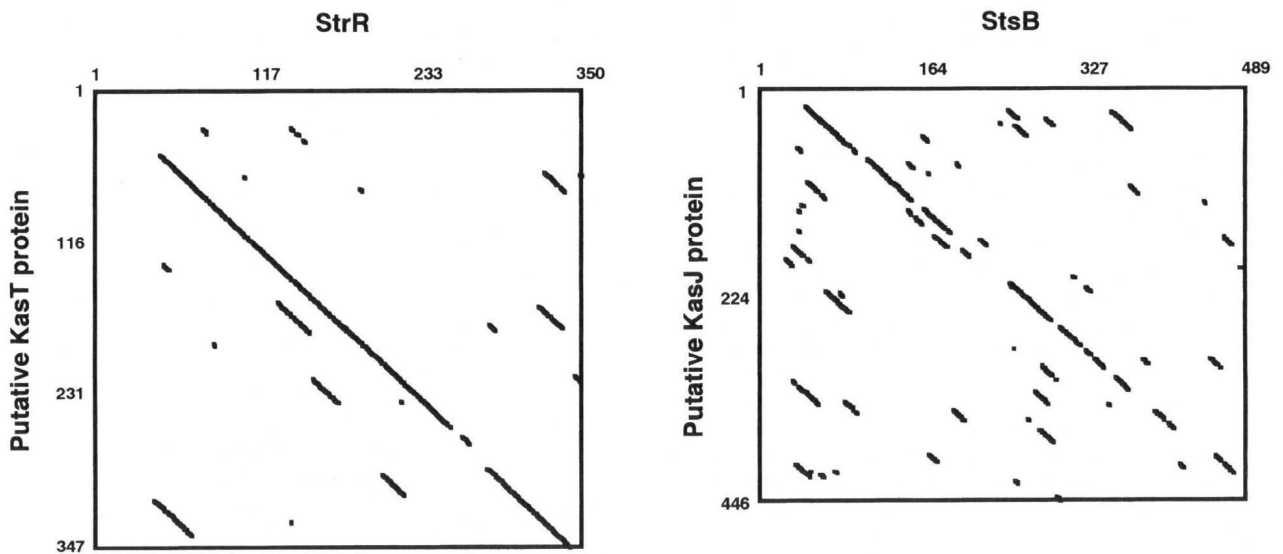 StrR
1 117 233 350
1
116
231
347
Putative KasT protein
StsB
1 164 327 489
1
224
446
Putative KasJ protein